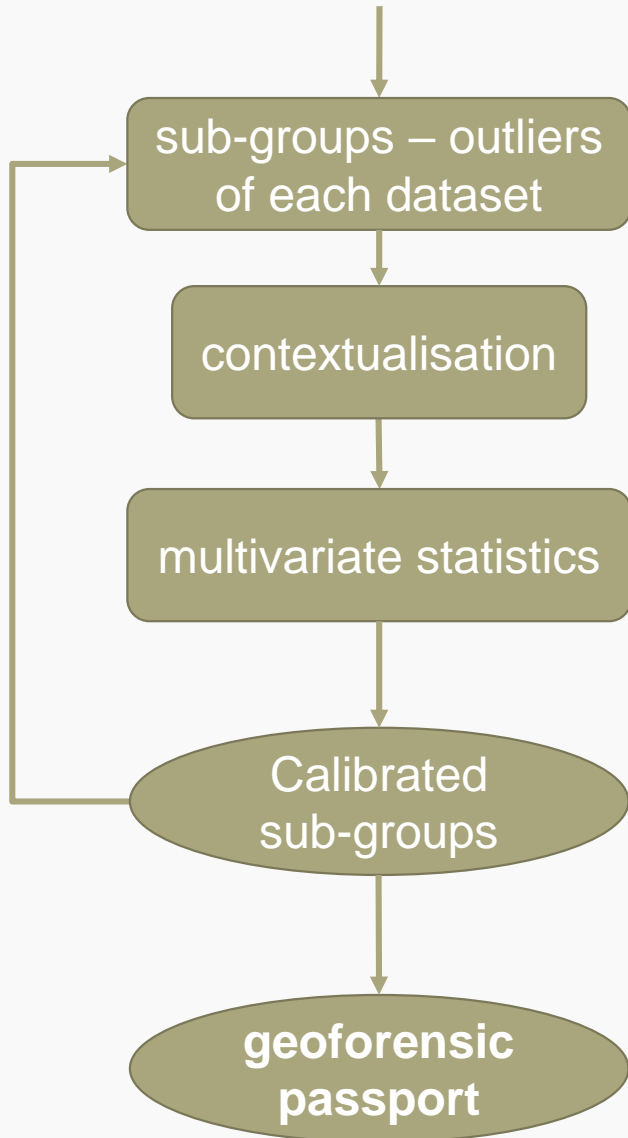 sub-groups – outliers
of each dataset
contextualisation
multivariate statistics
Calibrated
sub-groups
geoforensic
passport